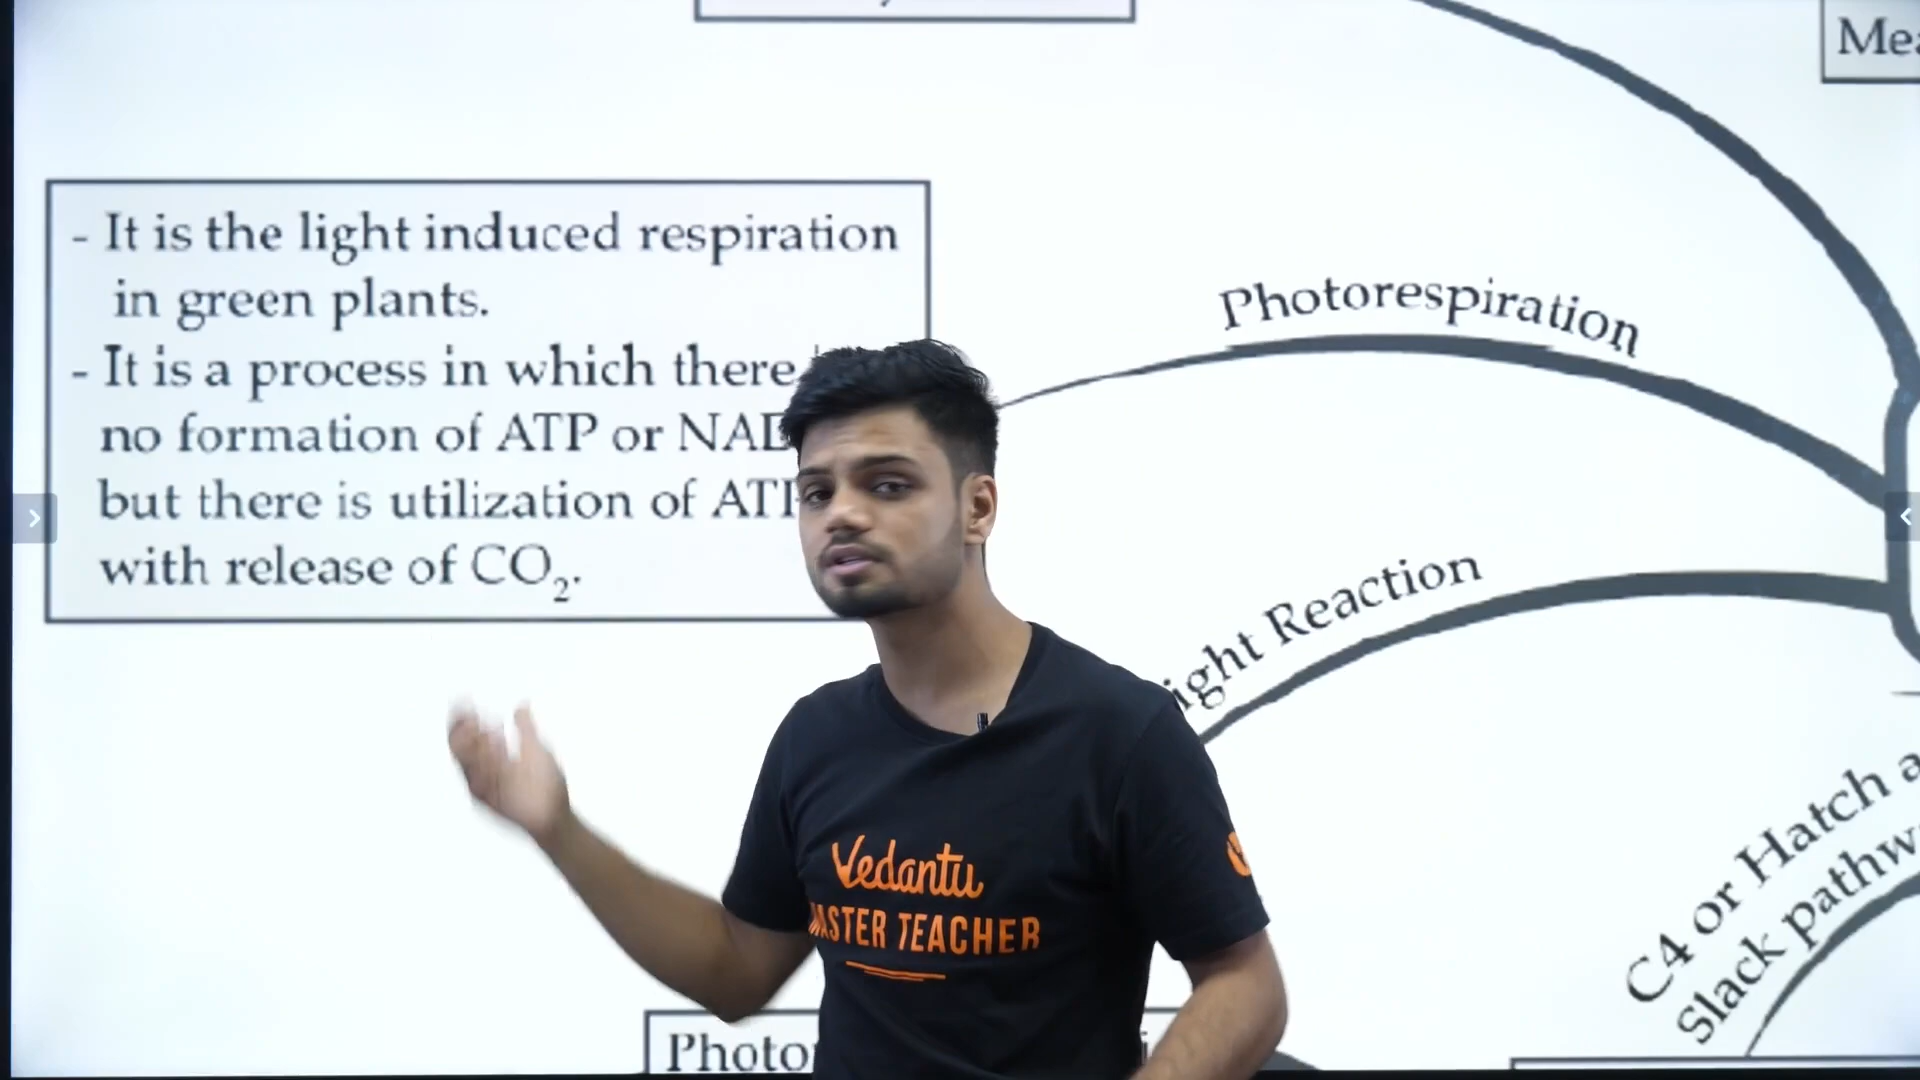 Mea
- It is the light induced respiration
in green plants.
- It is a process in which there
no formation of ATP or NAD
but there is utilization of ATP
with release of CO₂.
Photorespiration
ight Reaction
C4 or Hatch a
Slack pathw
Vedantu
MASTER TEACHER
Photo